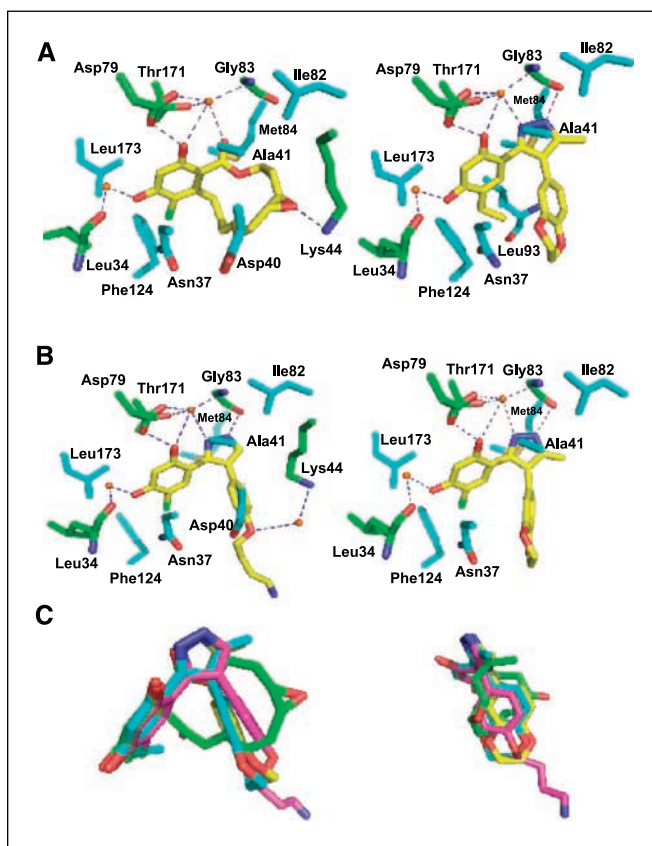 A
Asp79
Thr171
Gly83
Ile82
Met84
Leu173
Ala41
Leu34
Phe124
Asn37
Asp40
Lys44
Asp79
Thr171
Gly83
Ile82
Met84
Ala41
Leu173
Leu93
Leu34
Phe124
Asn37
B
Asp79
Thr171
Gly83
Ile82
Met84
Leu173
Ala41
Lys44
Asp40
Leu34
Phe124
Asn37
Asp79
Thr171
Gly83
Ile82
Met84
Ala41
Leu173
Leu34
Phe124
Asn37
C